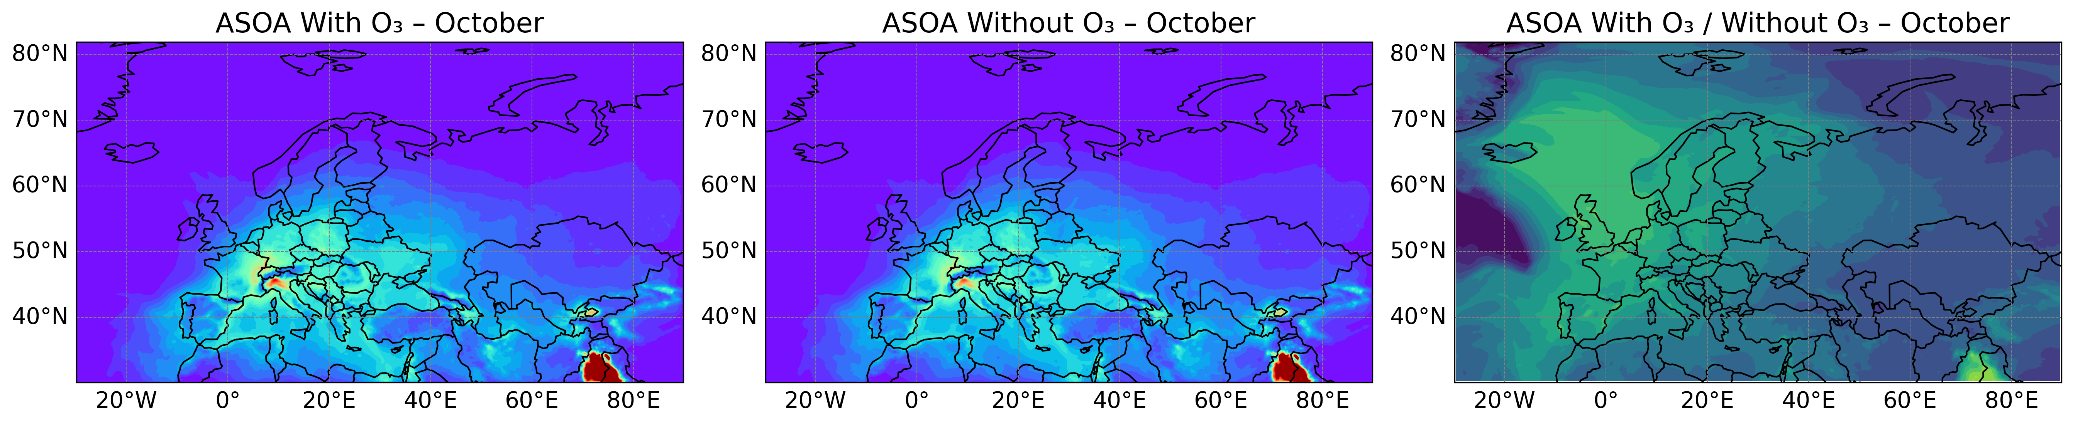 ASOA With O₃ – October
80°N
70°N
60°N
50°N
40°N
20°W 0° 20°E 40°E 60°E 80°E
ASOA Without O₃ – October
80°N
70°N
60°N
50°N
40°N
20°W 0° 20°E 40°E 60°E 80°E
ASOA With O₃ / Without O₃ – October
80°N
70°N
60°N
50°N
40°N
20°W 0° 20°E 40°E 60°E 80°E